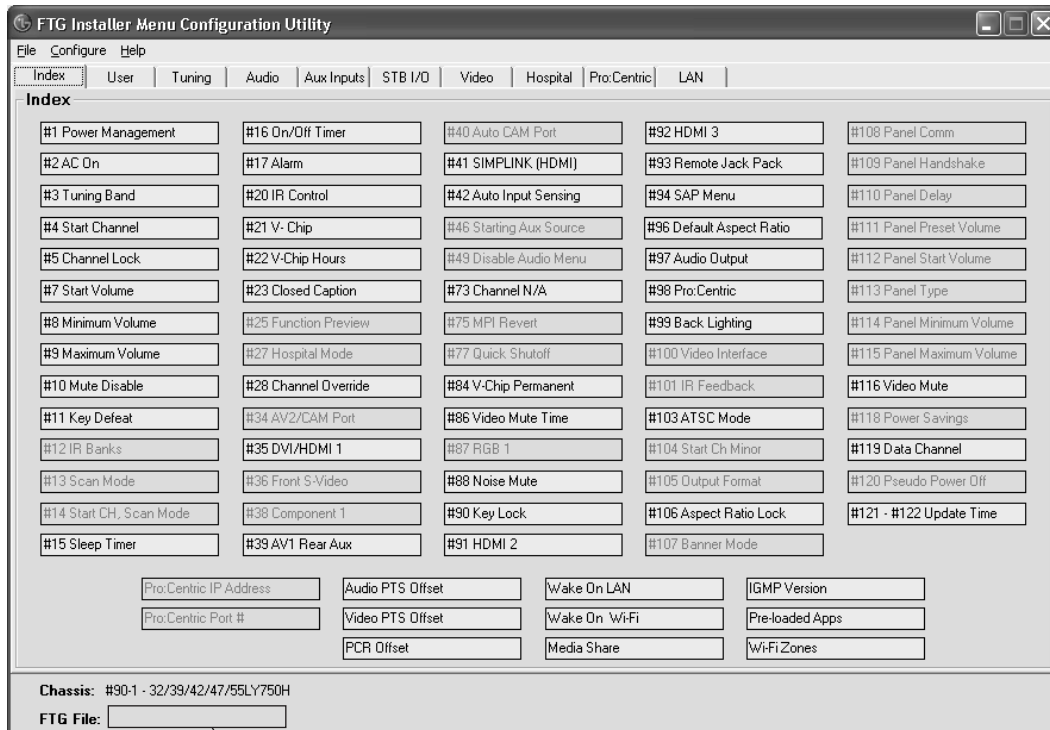 FTG Installer Menu Configuration Utility
File Configure Help
Index User Tuning Audio Aux Inputs STB I/O Video Hospital Pro:Centric LAN
Index
#1 Power Management #16 On/Off Timer #40 Auto CAM Port #92 HDMI 3 #108 Panel Comm
#2 AC On #17 Alarm #41 SIMPLINK (HDMI) #93 Remote Jack Pack #109 Panel Handshake
#3 Tuning Band #20 IR Control #42 Auto Input Sensing #94 SAP Menu #110 Panel Delay
#4 Start Channel #21 V- Chip #46 Starting Aux Source #96 Default Aspect Ratio #111 Panel Preset Volume
#5 Channel Lock #22 V-Chip Hours #49 Disable Audio Menu #97 Audio Output #112 Panel Start Volume
#7 Start Volume #23 Closed Caption #73 Channel N/A #98 Pro:Centric #113 Panel Type
#8 Minimum Volume #25 Function Preview #75 MPI Revert #99 Back Lighting #114 Panel Minimum Volume
#9 Maximum Volume #27 Hospital Mode #77 Quick Shutoff #100 Video Interface #115 Panel Maximum Volume
#10 Mute Disable #28 Channel Override #84 V-Chip Permanent #101 IR Feedback #116 Video Mute
#11 Key Defeat #34 AV2/CAM Port #86 Video Mute Time #103 ATSC Mode #118 Power Savings
#12 IR Banks #35 DVI/HDMI 1 #87 RGB 1 #104 Start Ch Minor #119 Data Channel
#13 Scan Mode #36 Front S-Video #88 Noise Mute #105 Output Format #120 Pseudo Power Off
#14 Start CH, Scan Mode #38 Component 1 #90 Key Lock #106 Aspect Ratio Lock #121 - #122 Update Time
#15 Sleep Timer #39 AV1 Rear Aux #91 HDMI 2 #107 Banner Mode
Pro:Centric IP Address Audio PTS Offset Wake On LAN IGMP Version
Pro:Centric Port # Video PTS Offset Wake On Wi-Fi Pre-loaded Apps
PCR Offset Media Share Wi-Fi Zones
Chassis: #90-1 - 32/39/42/47/55LY750H
FTG File: